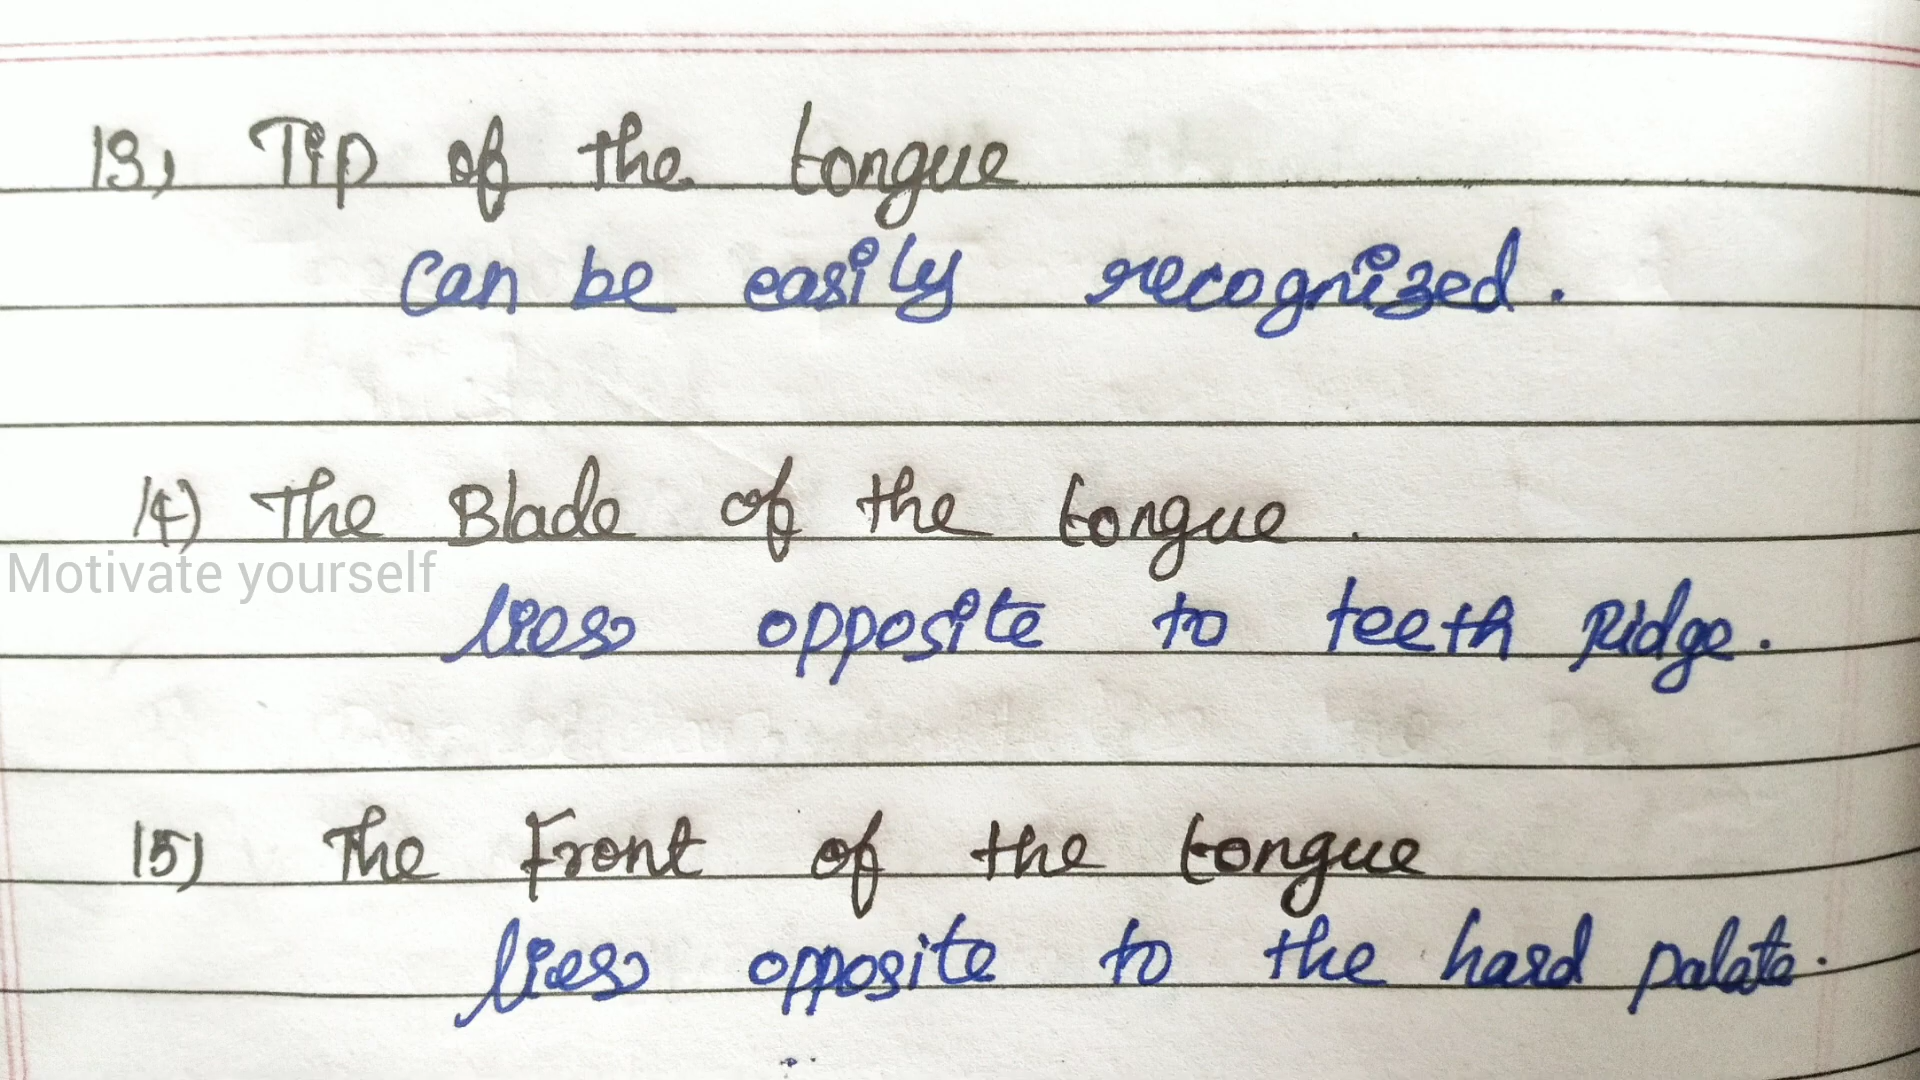 13) Tip of the tongue
can be easily recognized.
14) The Blade of the tongue.
Motivate yourself
lies opposite to teeth Ridge.
15) The Front of the tongue
lies opposite to the hard palate.